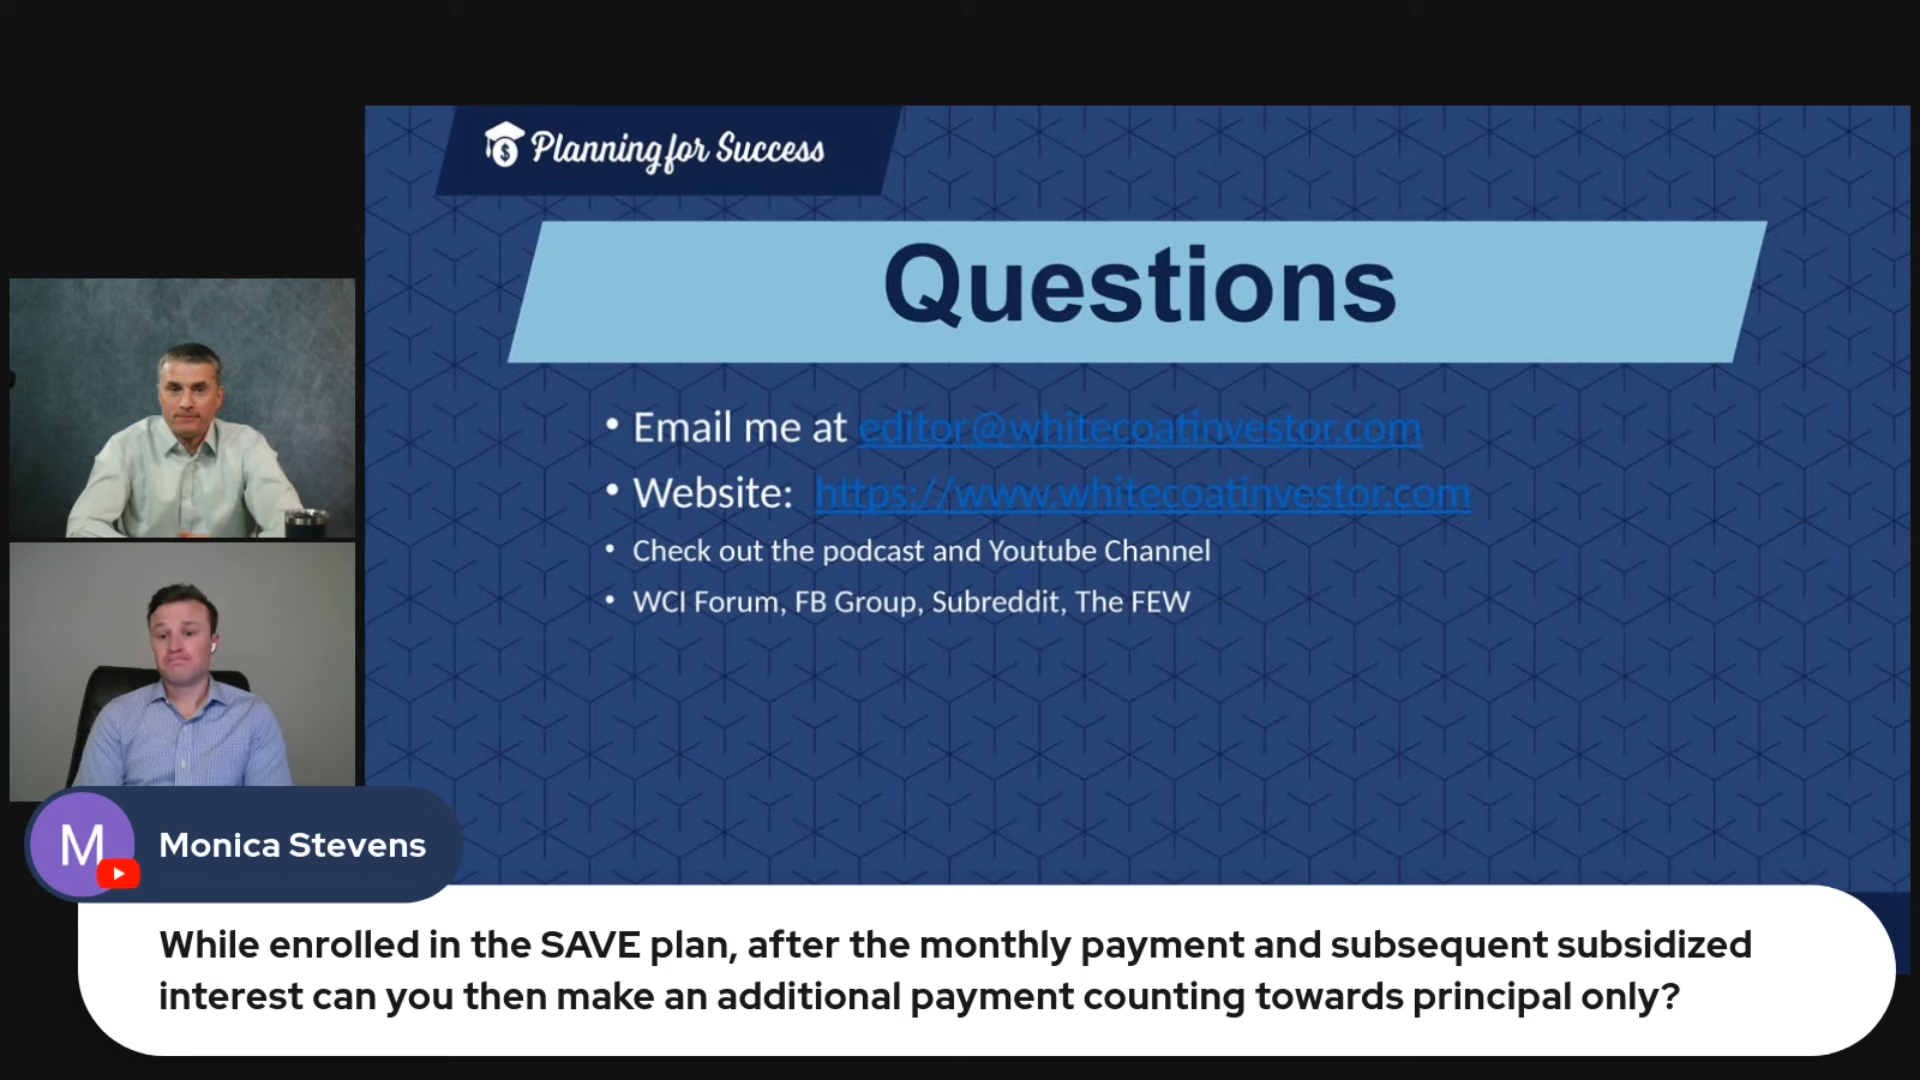 Planning for Success
Questions
• Email me at editor@whitecoatinvestor.com
• Website: https://www.whitecoatinvestor.com
• Check out the podcast and Youtube Channel
• WCI Forum, FB Group, Subreddit, The FEW
M
Monica Stevens
While enrolled in the SAVE plan, after the monthly payment and subsequent subsidized
interest can you then make an additional payment counting towards principal only?